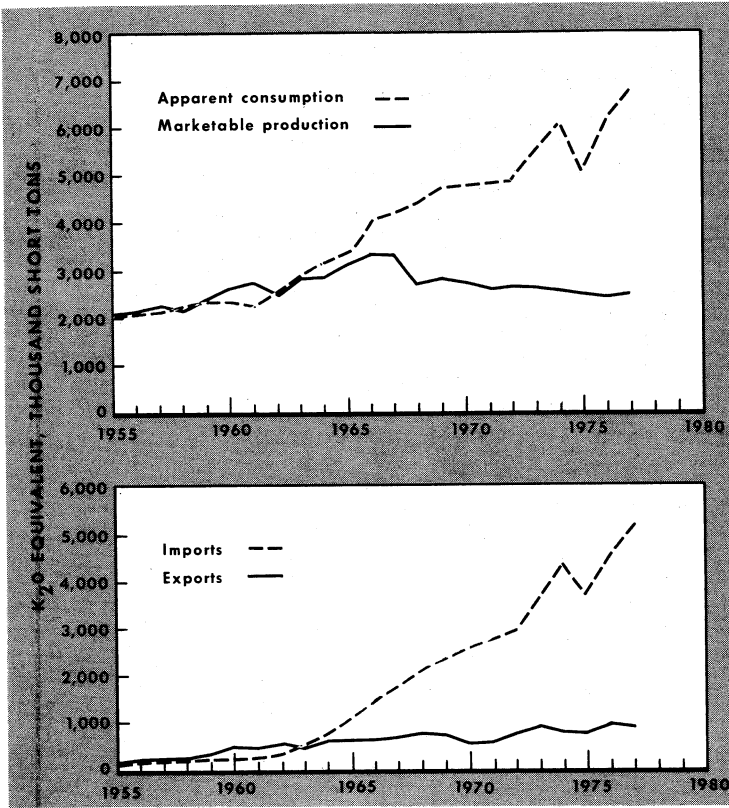 8,000
7,000
Apparent consumption
Marketable production
6,000
5,000
4,000
3,000
2,000
1,000
0
1955 1960 1965 1970 1975 1980
K2O EQUIVALENT, THOUSAND SHORT TONS
6,000
5,000
Imports
Exports
4,000
3,000
2,000
1,000
0
1955 1960 1965 1970 1975 1980